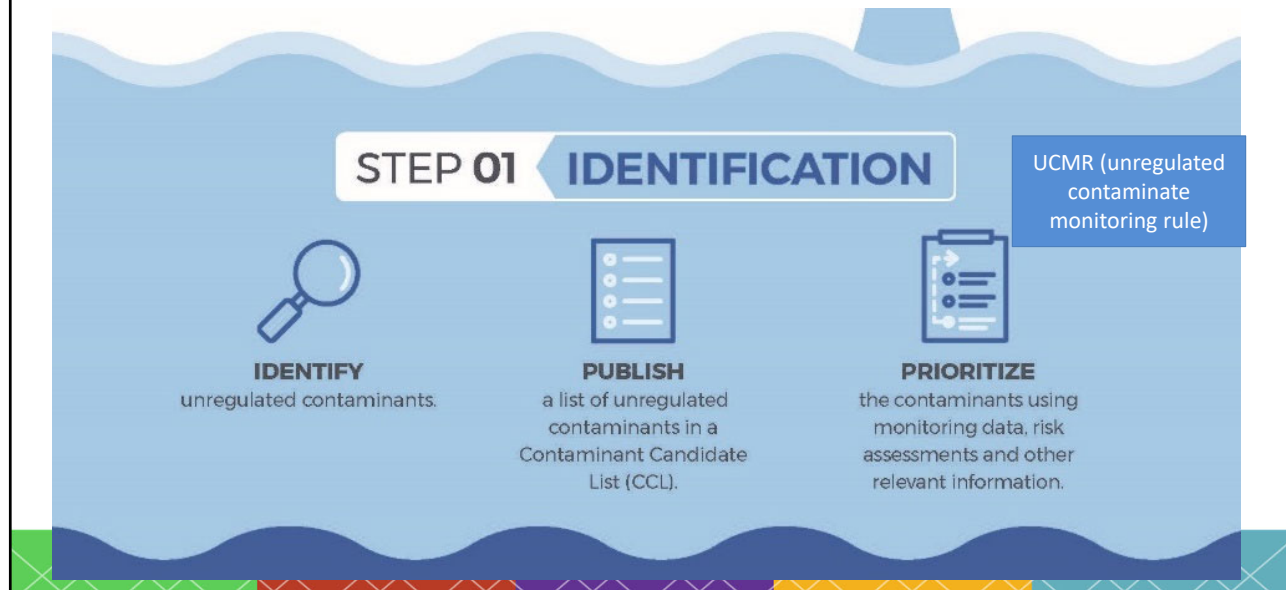 STEP 01 IDENTIFICATION
UCMR (unregulated
contaminate
monitoring rule)
IDENTIFY
unregulated contaminants.
PUBLISH
a list of unregulated
contaminants in a
Contaminant Candidate
List (CCL).
PRIORITIZE
the contaminants using
monitoring data, risk
assessments and other
relevant information.